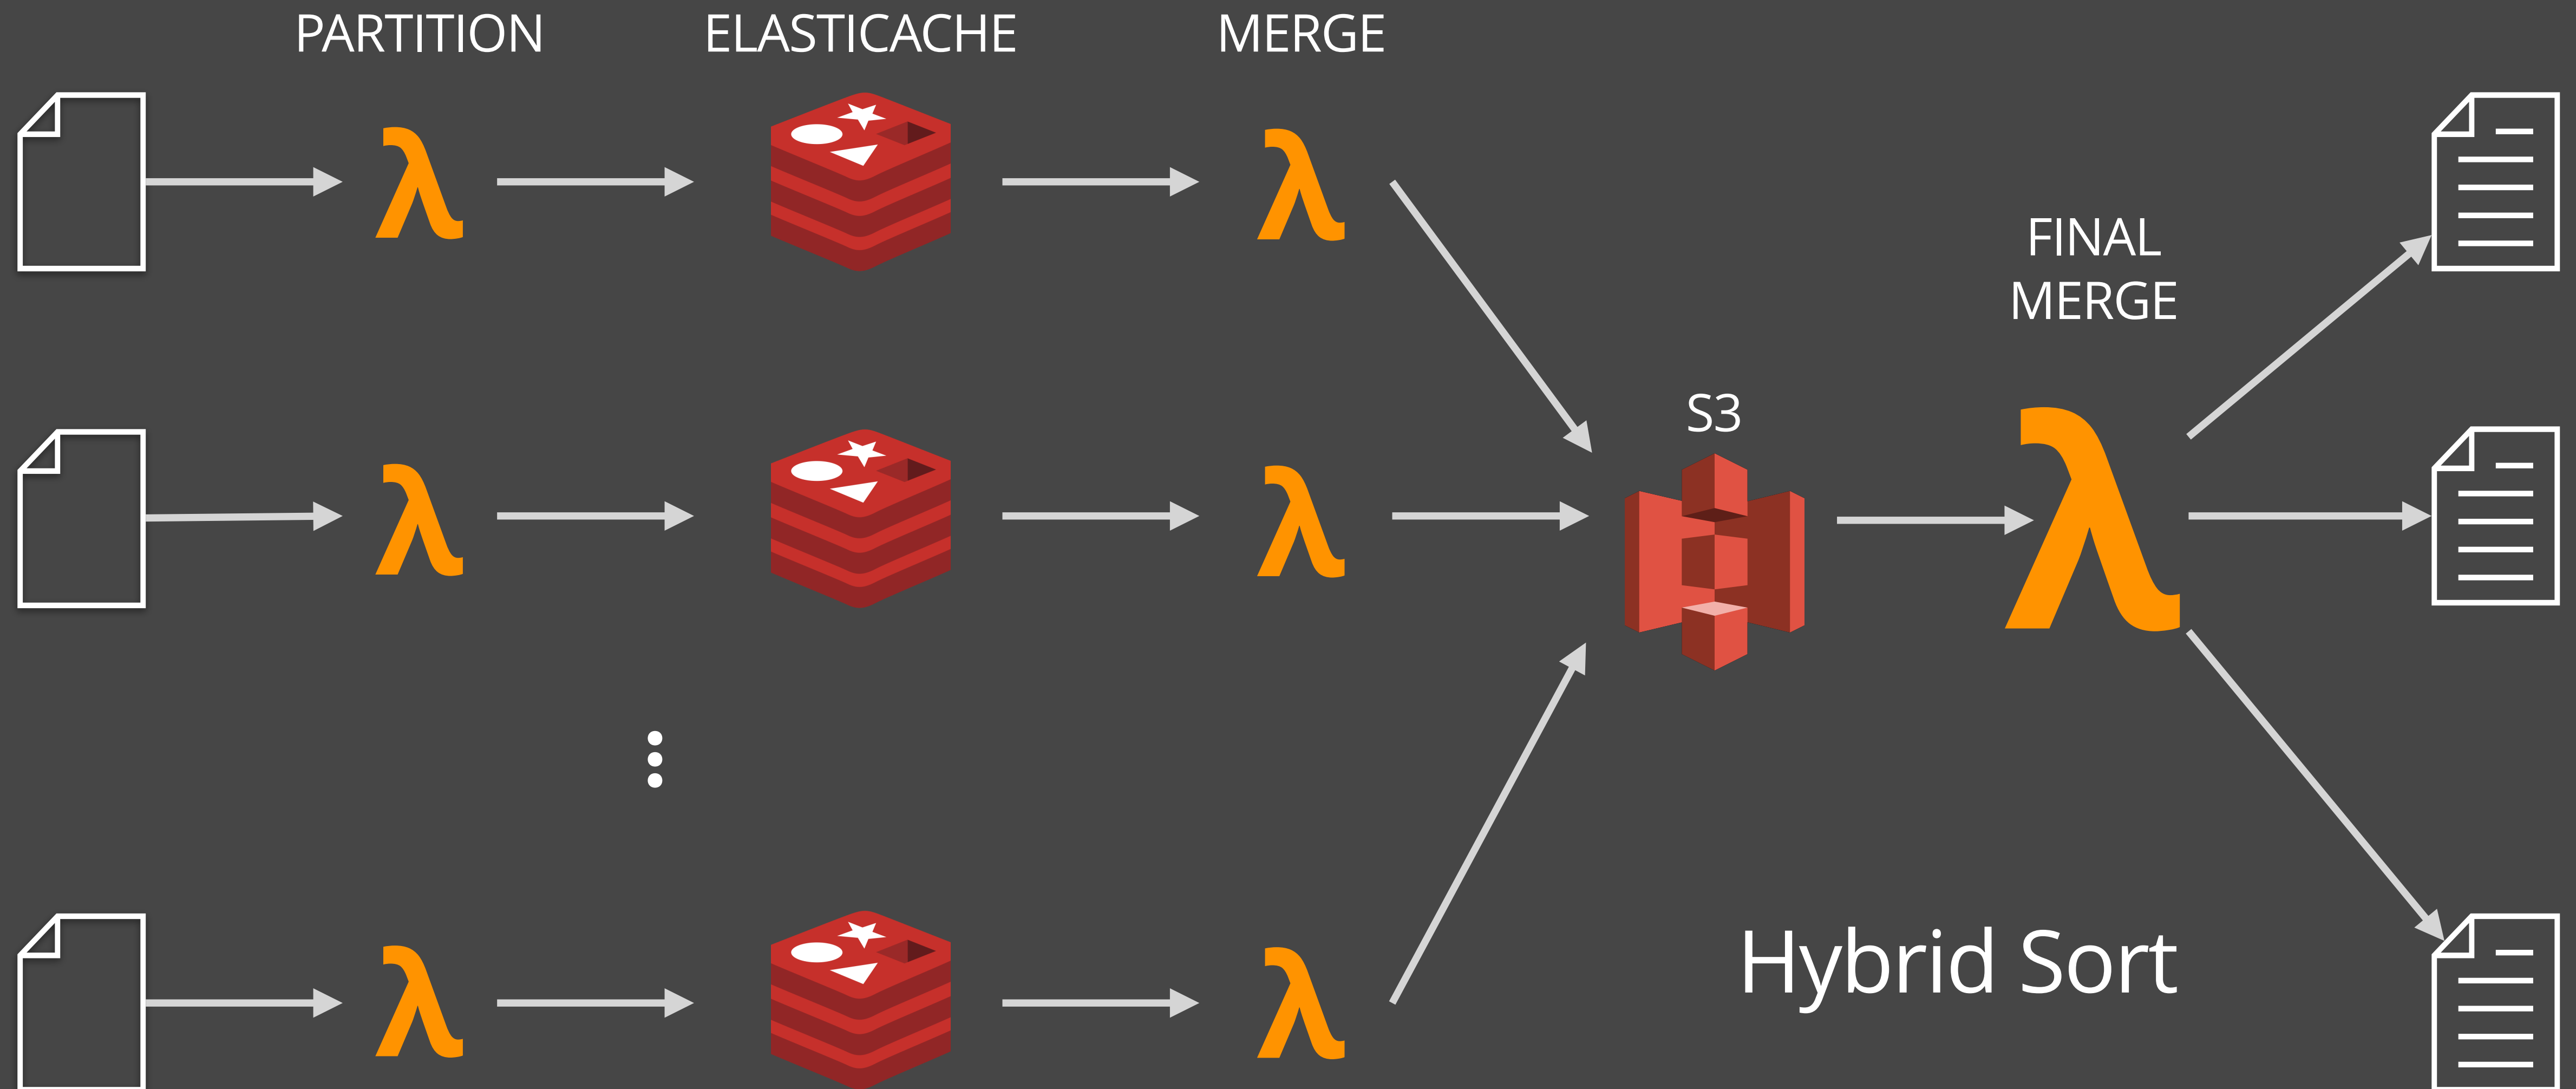 PARTITION
ELASTICACHE
MERGE
FINAL
MERGE
S3
Hybrid Sort